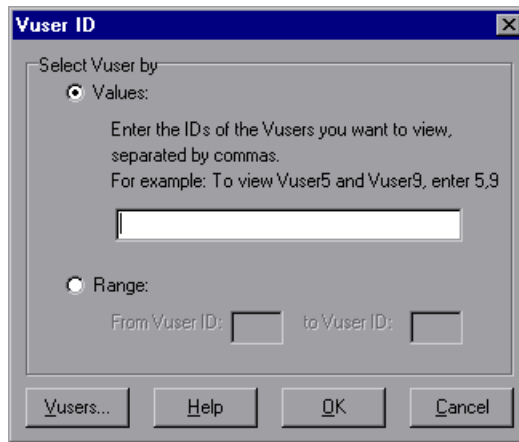 Vuser ID
Select Vuser by
Values:
Enter the IDs of the Vusers you want to view,
separated by commas.
For example: To view Vuser5 and Vuser9, enter 5,9
Range:
From Vuser ID: to Vuser ID:
Vusers... Help OK Cancel